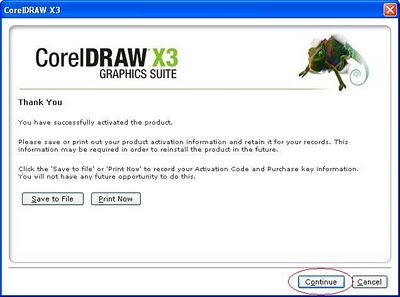 CorelDRAW X3
CorelDRAW X3
GRAPHICS SUITE
Thank You
You have successfully activated the product.
Please save or print out your product activation information and retain it for your records. This
information may be required in order to reinstall the product in the future.
Click the 'Save to file' or 'Print Now' to record your Activation Code and Purchase key information.
You will not have any future opportunity to do this.
Save to File Print Now
Continue Cancel